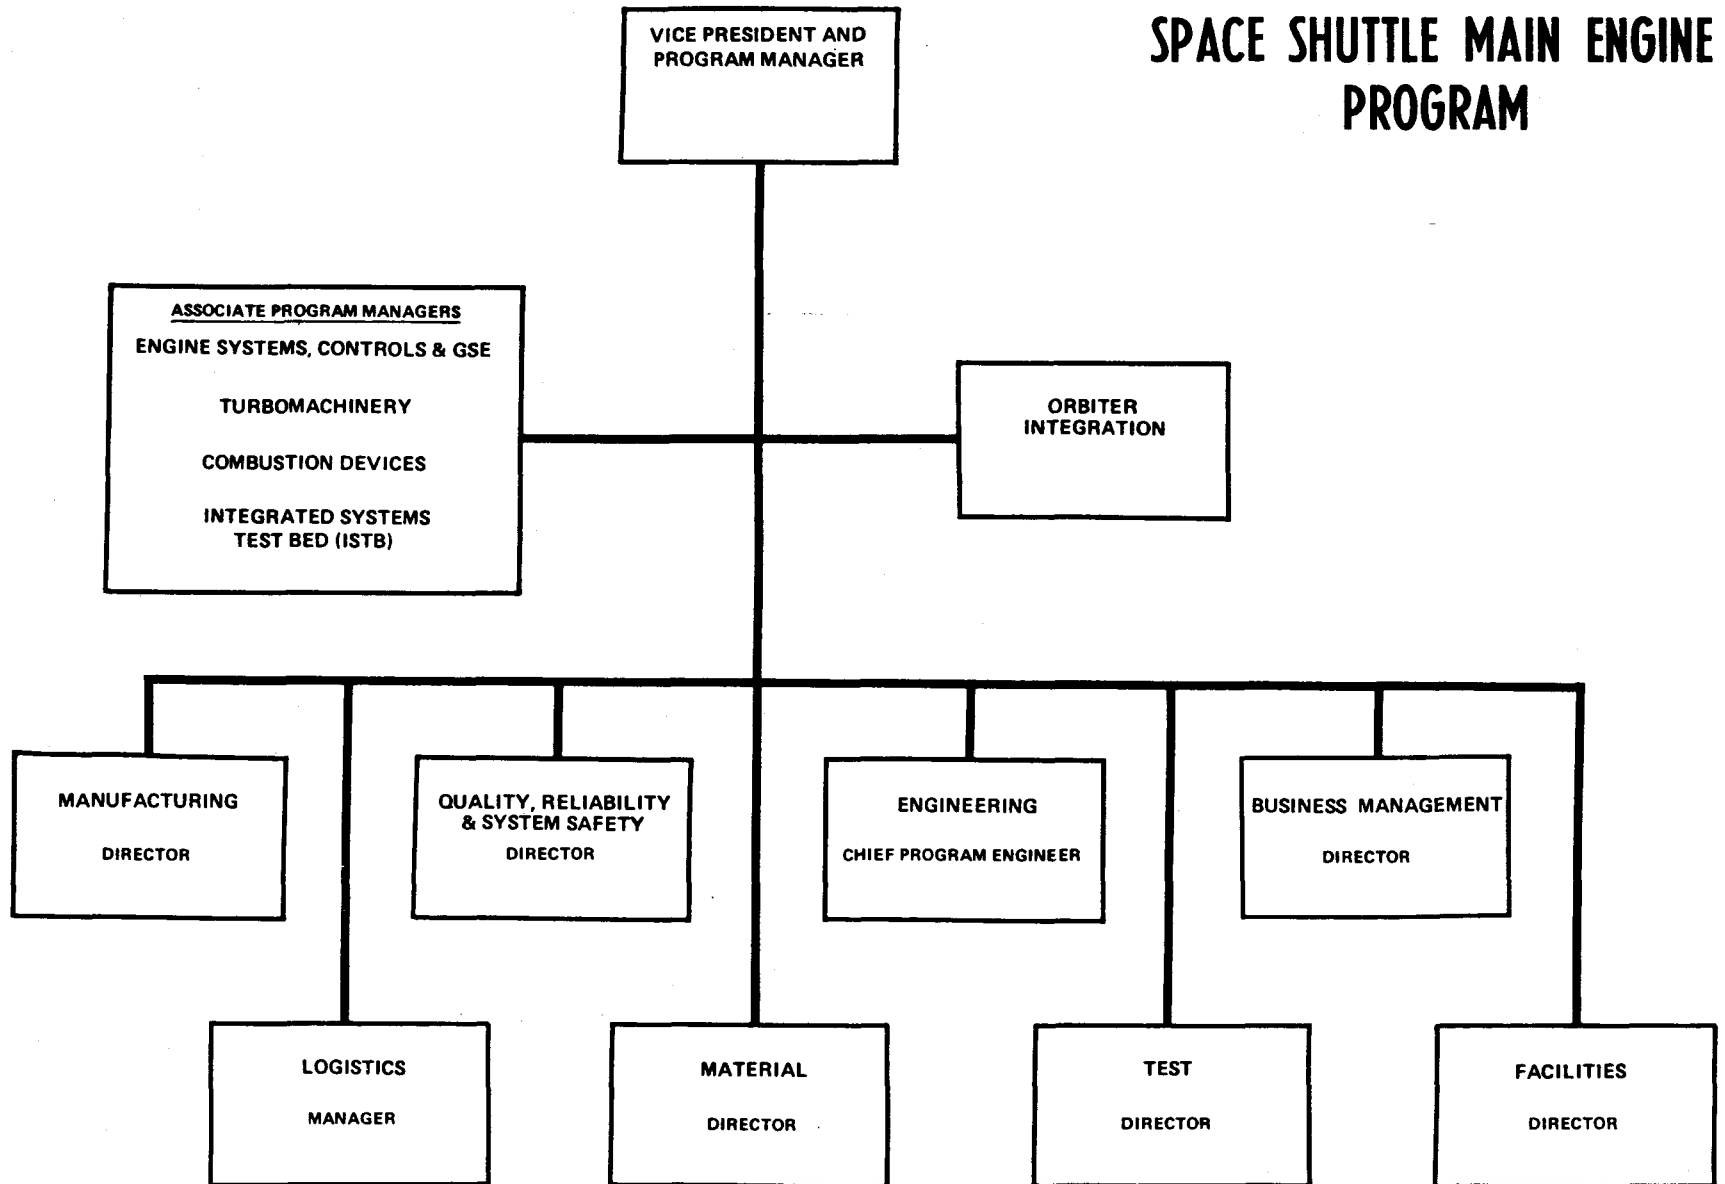 SPACE SHUTTLE MAIN ENGINE
PROGRAM
VICE PRESIDENT AND
PROGRAM MANAGER
ASSOCIATE PROGRAM MANAGERS
ENGINE SYSTEMS, CONTROLS & GSE
TURBOMACHINERY
COMBUSTION DEVICES
INTEGRATED SYSTEMS
TEST BED (ISTB)
ORBITER
INTEGRATION
MANUFACTURING
DIRECTOR
QUALITY, RELIABILITY
& SYSTEM SAFETY
DIRECTOR
ENGINEERING
CHIEF PROGRAM ENGINEER
BUSINESS MANAGEMENT
DIRECTOR
LOGISTICS
MANAGER
MATERIAL
DIRECTOR
TEST
DIRECTOR
FACILITIES
DIRECTOR